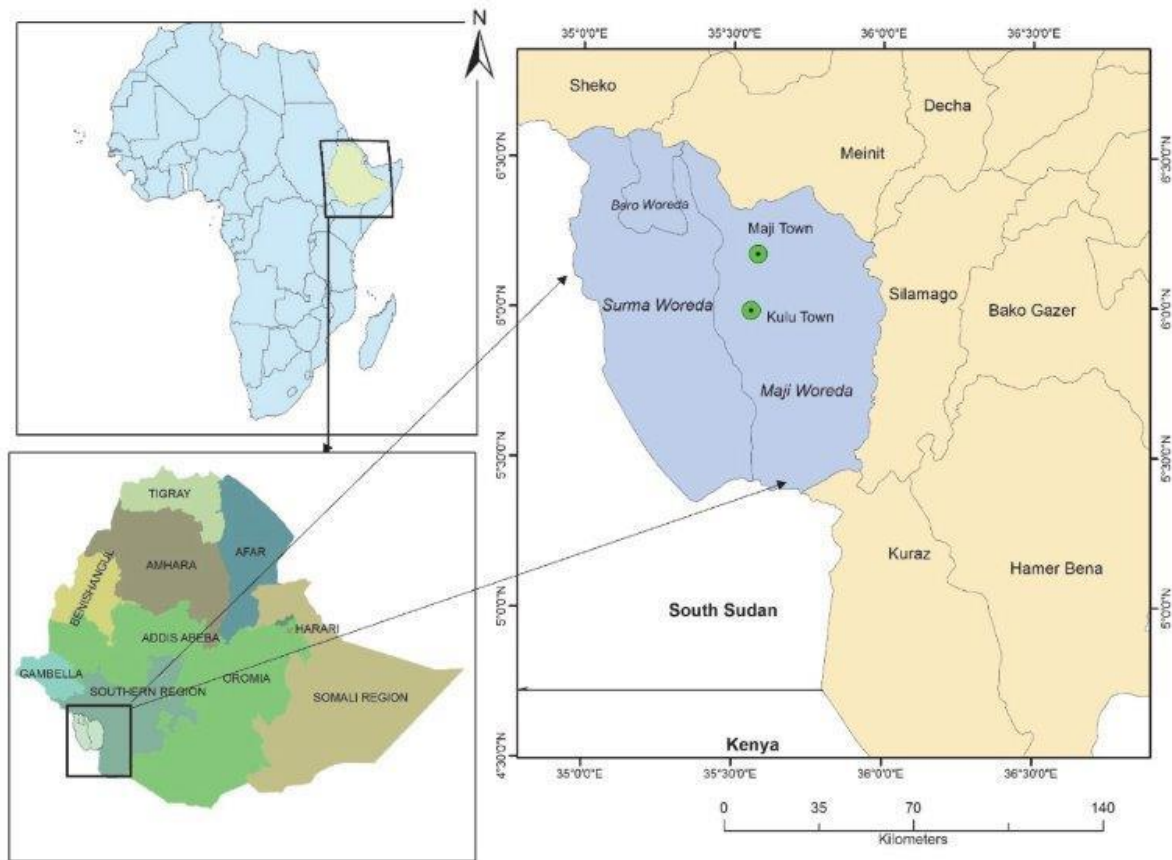 N
TIGRAY
AFAR
AMHARA
BENISHANGUL
ADDIS ABEBA
HARARI
GAMBELLA
SOUTHERN REGION
OROMIA
SOMALI REGION
35°0'0"E 35°30'0"E 36°0'0"E 36°30'0"E
Sheko
Decha
Meinit
6°30'0"N 6°30'0"N
Bero Woreda
Maji Town
Silamago
Surma Woreda
Kulu Town
Bako Gazer
6°0'0"N 6°0'0"N
Maji Woreda
5°30'0"N 5°30'0"N
Kuraz
Hamer Bena
South Sudan
5°0'0"N 5°0'0"N
Kenya
4°30'0"N
35°0'0"E 35°30'0"E 36°0'0"E 36°30'0"E
0 35 70 140
Kilometers